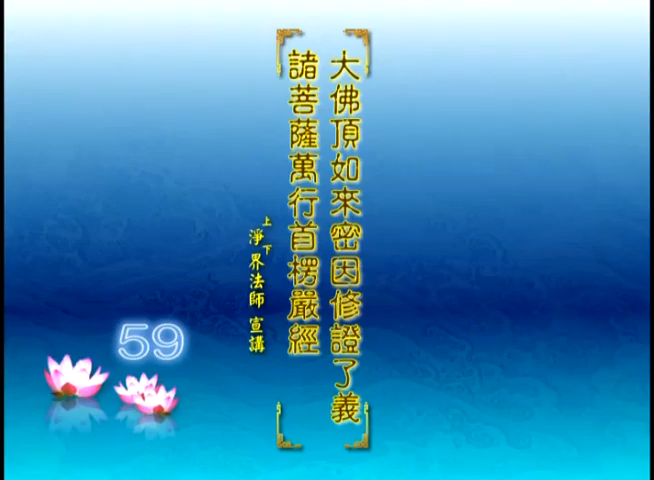 大佛頂如來密因修證了義
諸菩薩萬行首楞嚴經
上淨下界法師 宣講
59